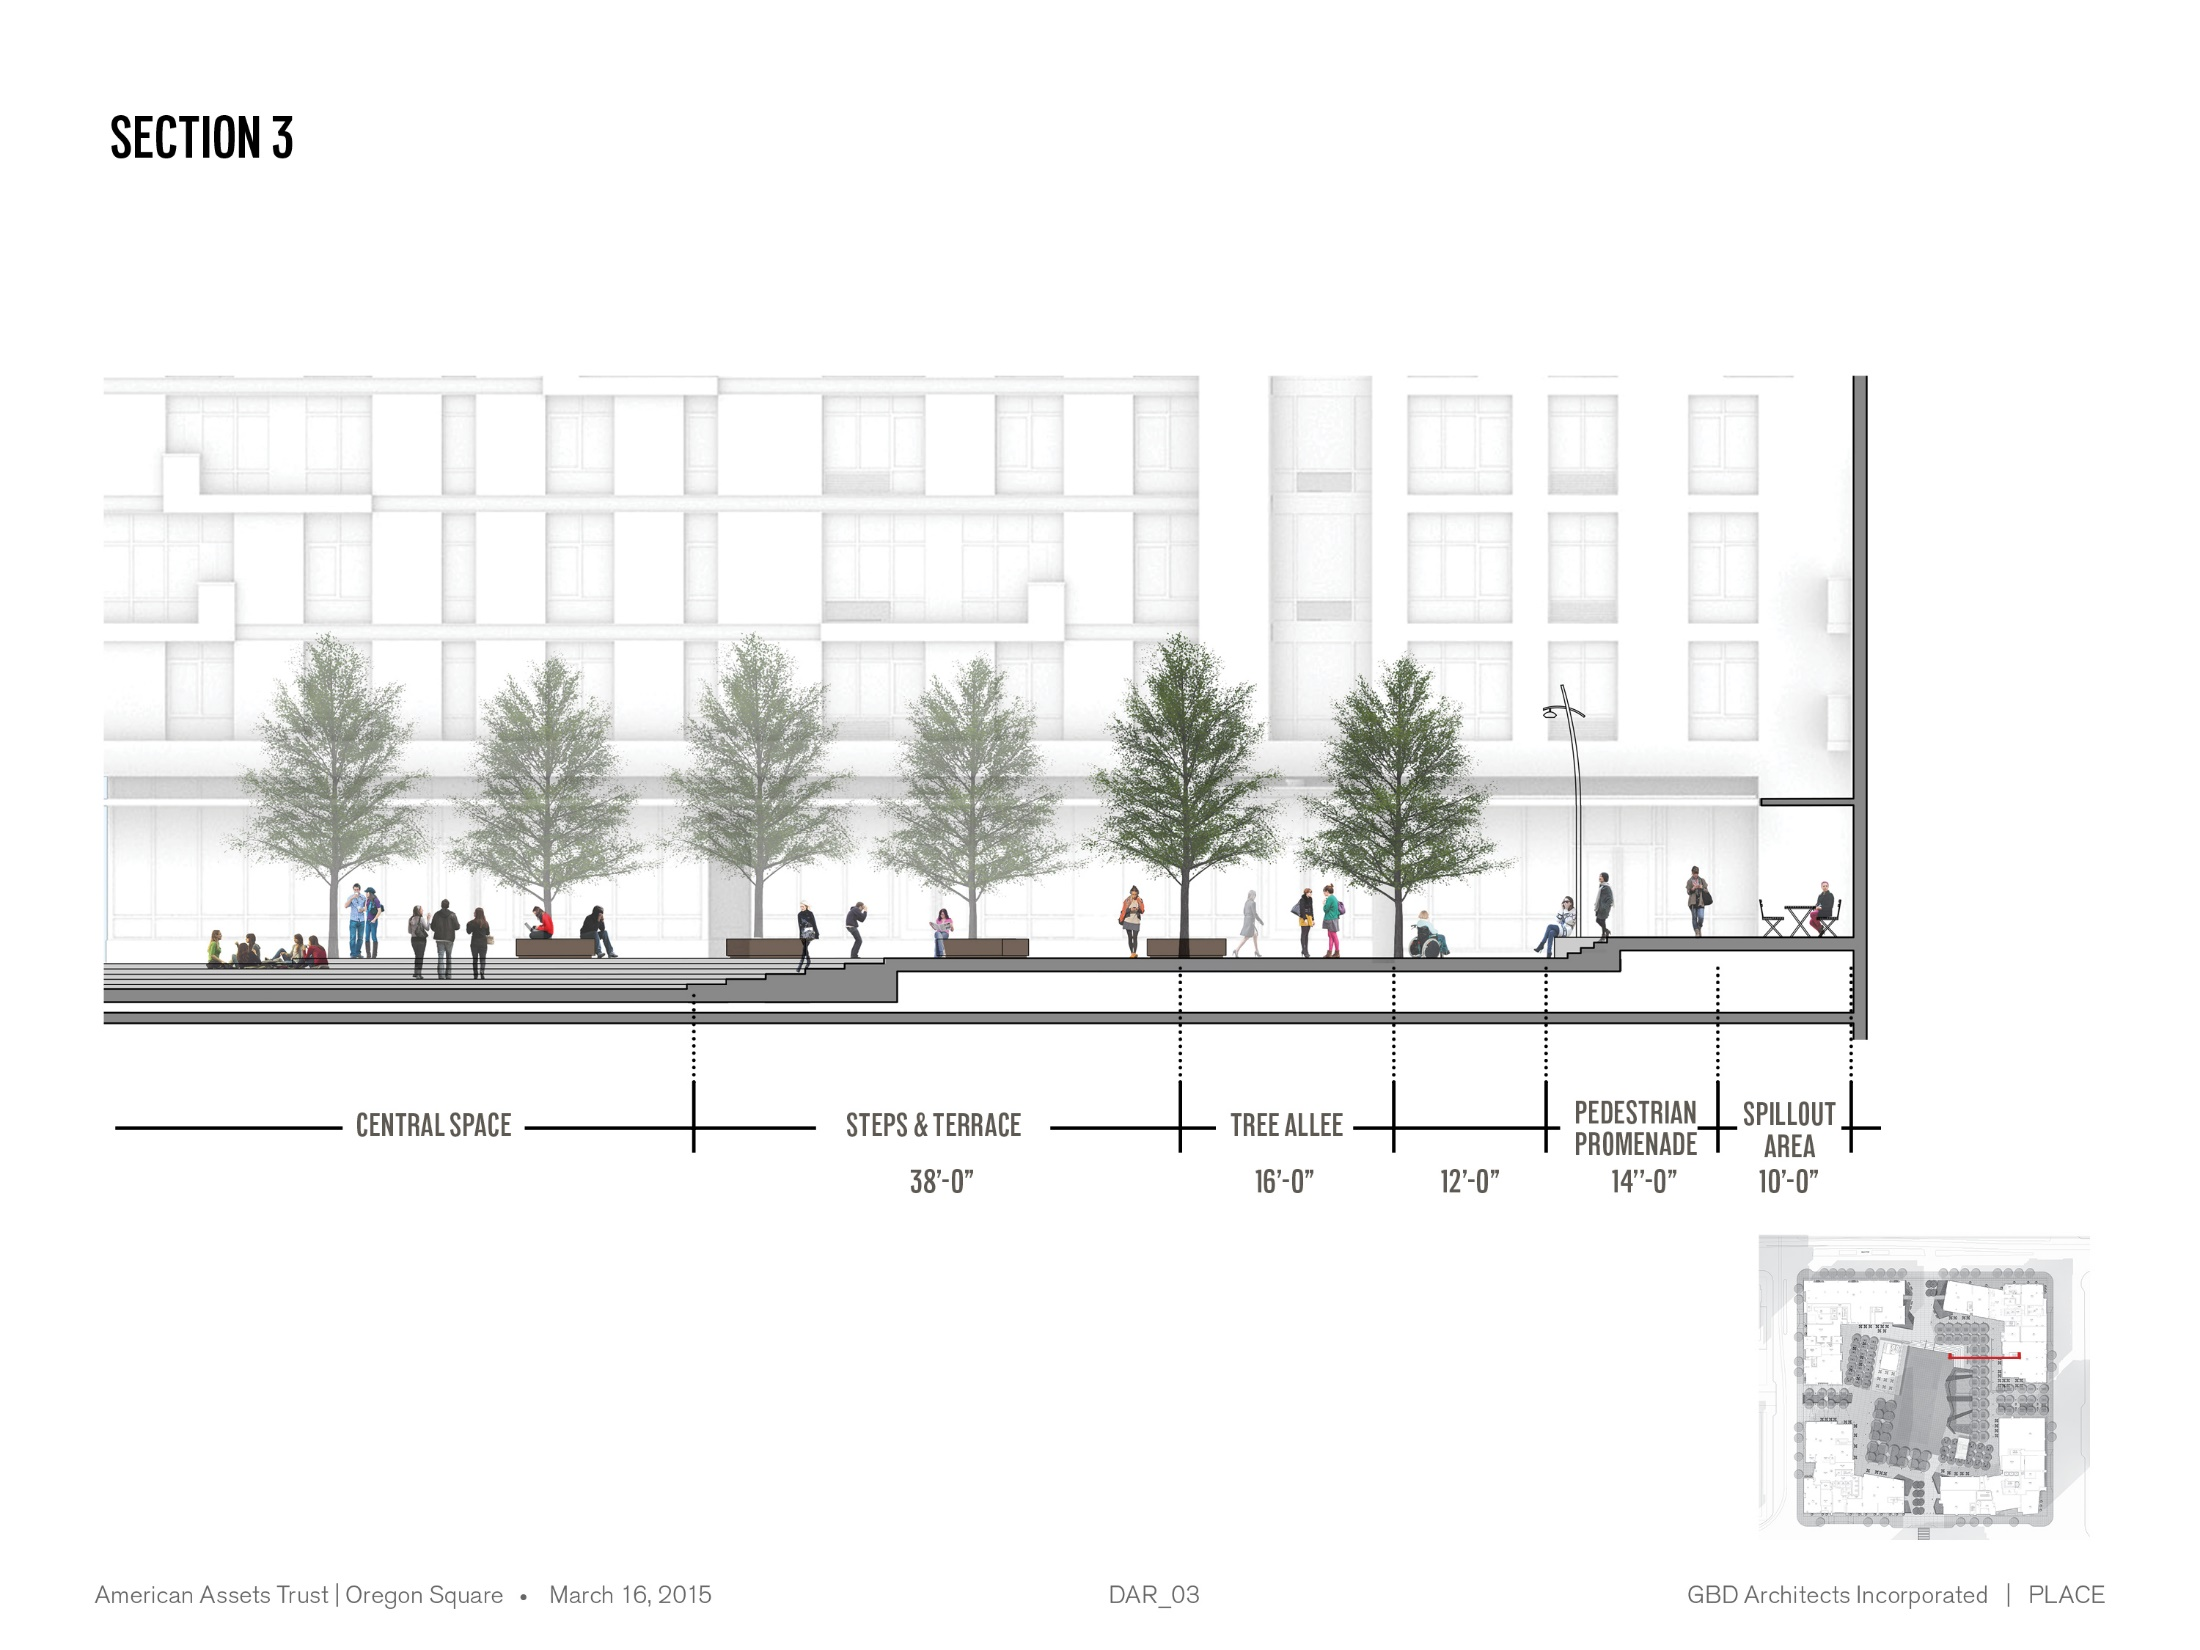 SECTION 3
CENTRAL SPACE
STEPS & TERRACE
38’-0”
TREE ALLEE
16’-0”
12’-0”
PEDESTRIAN
PROMENADE
14’’-0”
SPILLOUT
AREA
10’-0”
American Assets Trust | Oregon Square • March 16, 2015
DAR_03
GBD Architects Incorporated | PLACE